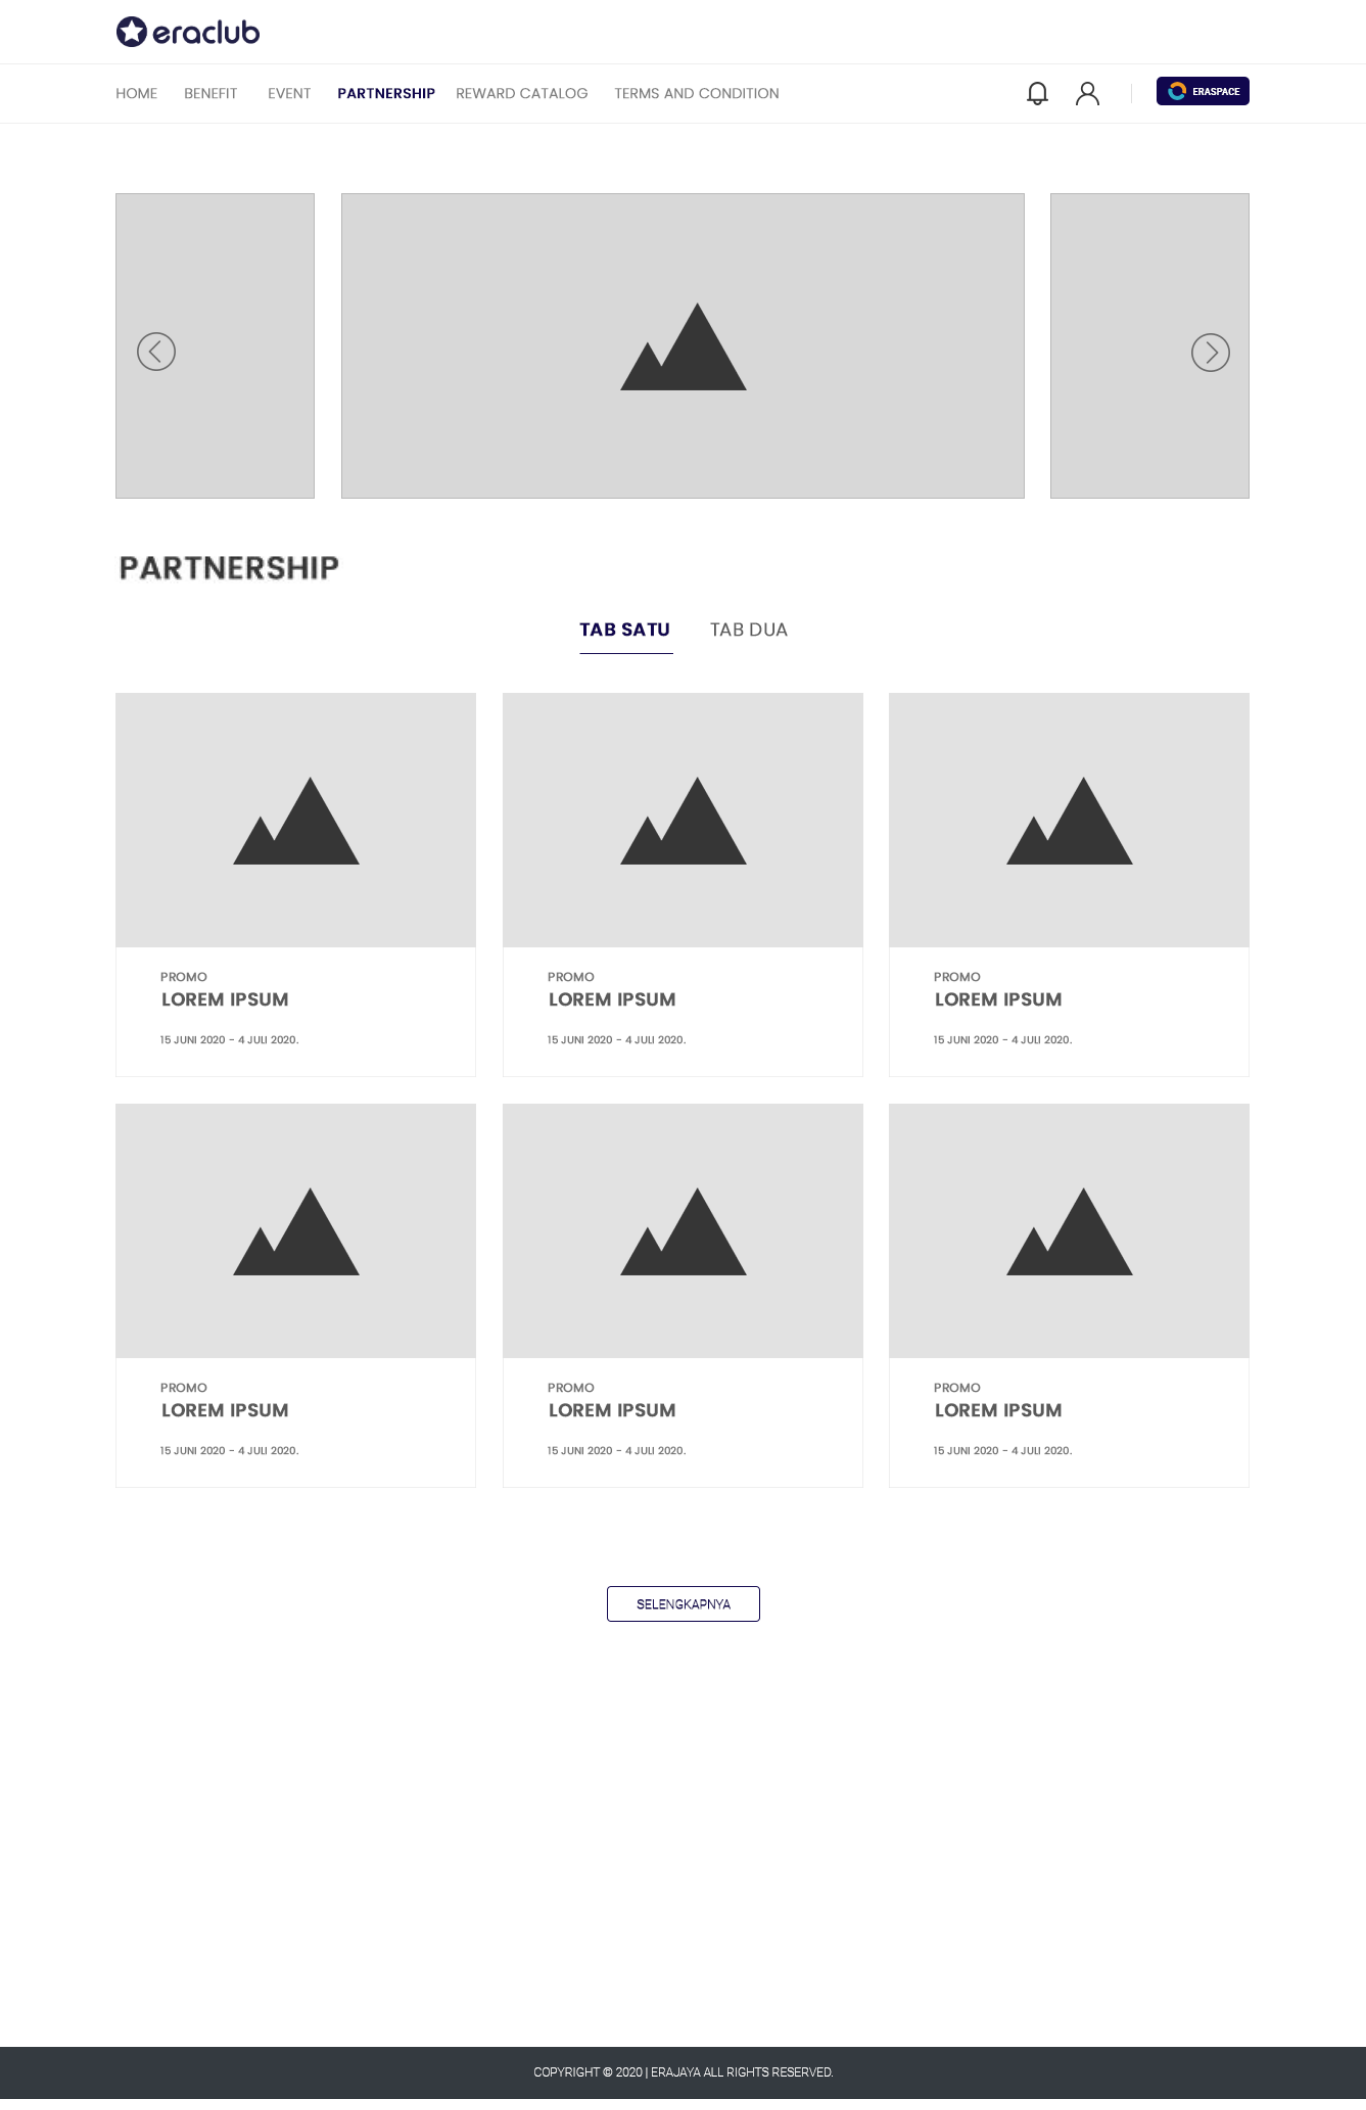 eraclub
HOME BENEFIT EVENT PARTNERSHIP REWARD CATALOG TERMS AND CONDITION ERASPACE
PARTNERSHIP
TAB SATU TAB DUA
PROMO
LOREM IPSUM
15 JUNI 2020 - 4 JULI 2020.
PROMO
LOREM IPSUM
15 JUNI 2020 - 4 JULI 2020.
PROMO
LOREM IPSUM
15 JUNI 2020 - 4 JULI 2020.
PROMO
LOREM IPSUM
15 JUNI 2020 - 4 JULI 2020.
PROMO
LOREM IPSUM
15 JUNI 2020 - 4 JULI 2020.
PROMO
LOREM IPSUM
15 JUNI 2020 - 4 JULI 2020.
SELENGKAPNYA
COPYRIGHT © 2020 | ERAJAYA ALL RIGHTS RESERVED.